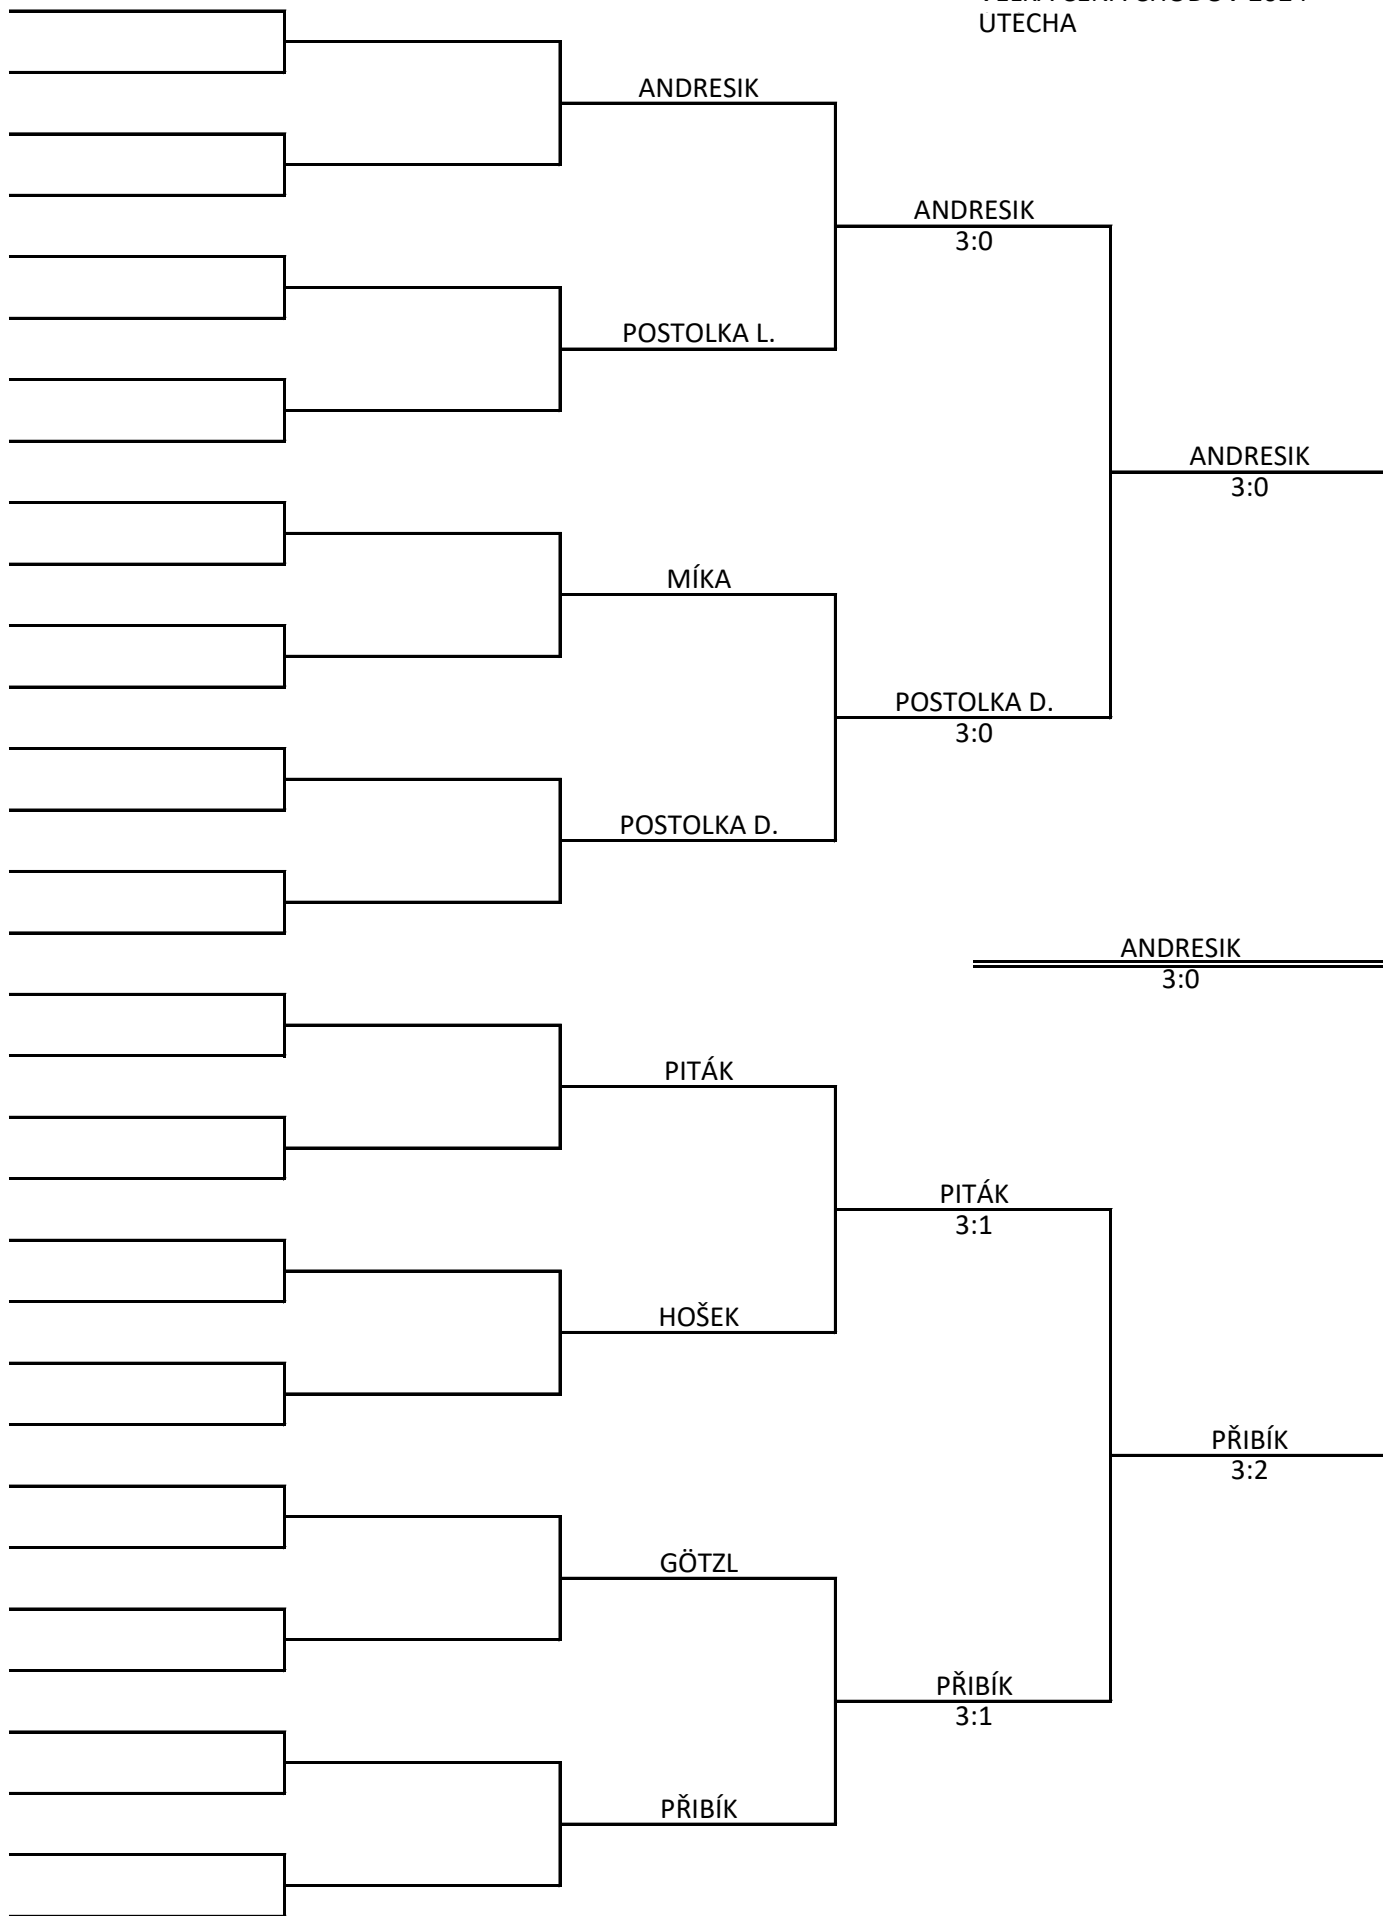 UTECHA
ANDRESIK
ANDRESIK
3:0
POSTOLKA L.
ANDRESIK
3:0
MÍKA
POSTOLKA D.
3:0
POSTOLKA D.
ANDRESIK
3:0
PITÁK
PITÁK
3:1
HOŠEK
PŘIBÍK
3:2
GÖTZL
PŘIBÍK
3:1
PŘIBÍK